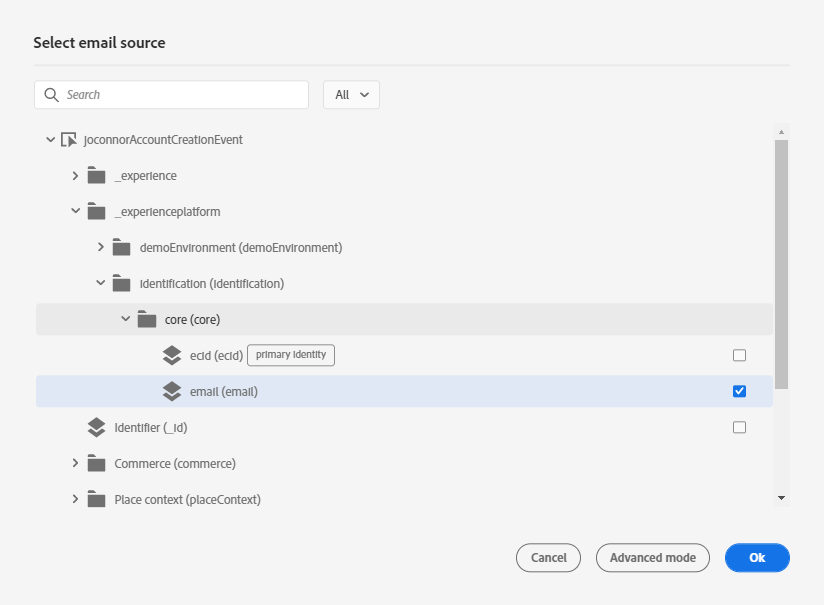 Select email source
Search
All
joconnorAccountCreationEvent
_experience
_experienceplatform
demoEnvironment (demoEnvironment)
identification (identification)
core (core)
ecid (ecid) primary identity
email (email)
Identifier (_id)
Commerce (commerce)
Place context (placeContext)
Cancel
Advanced mode
Ok